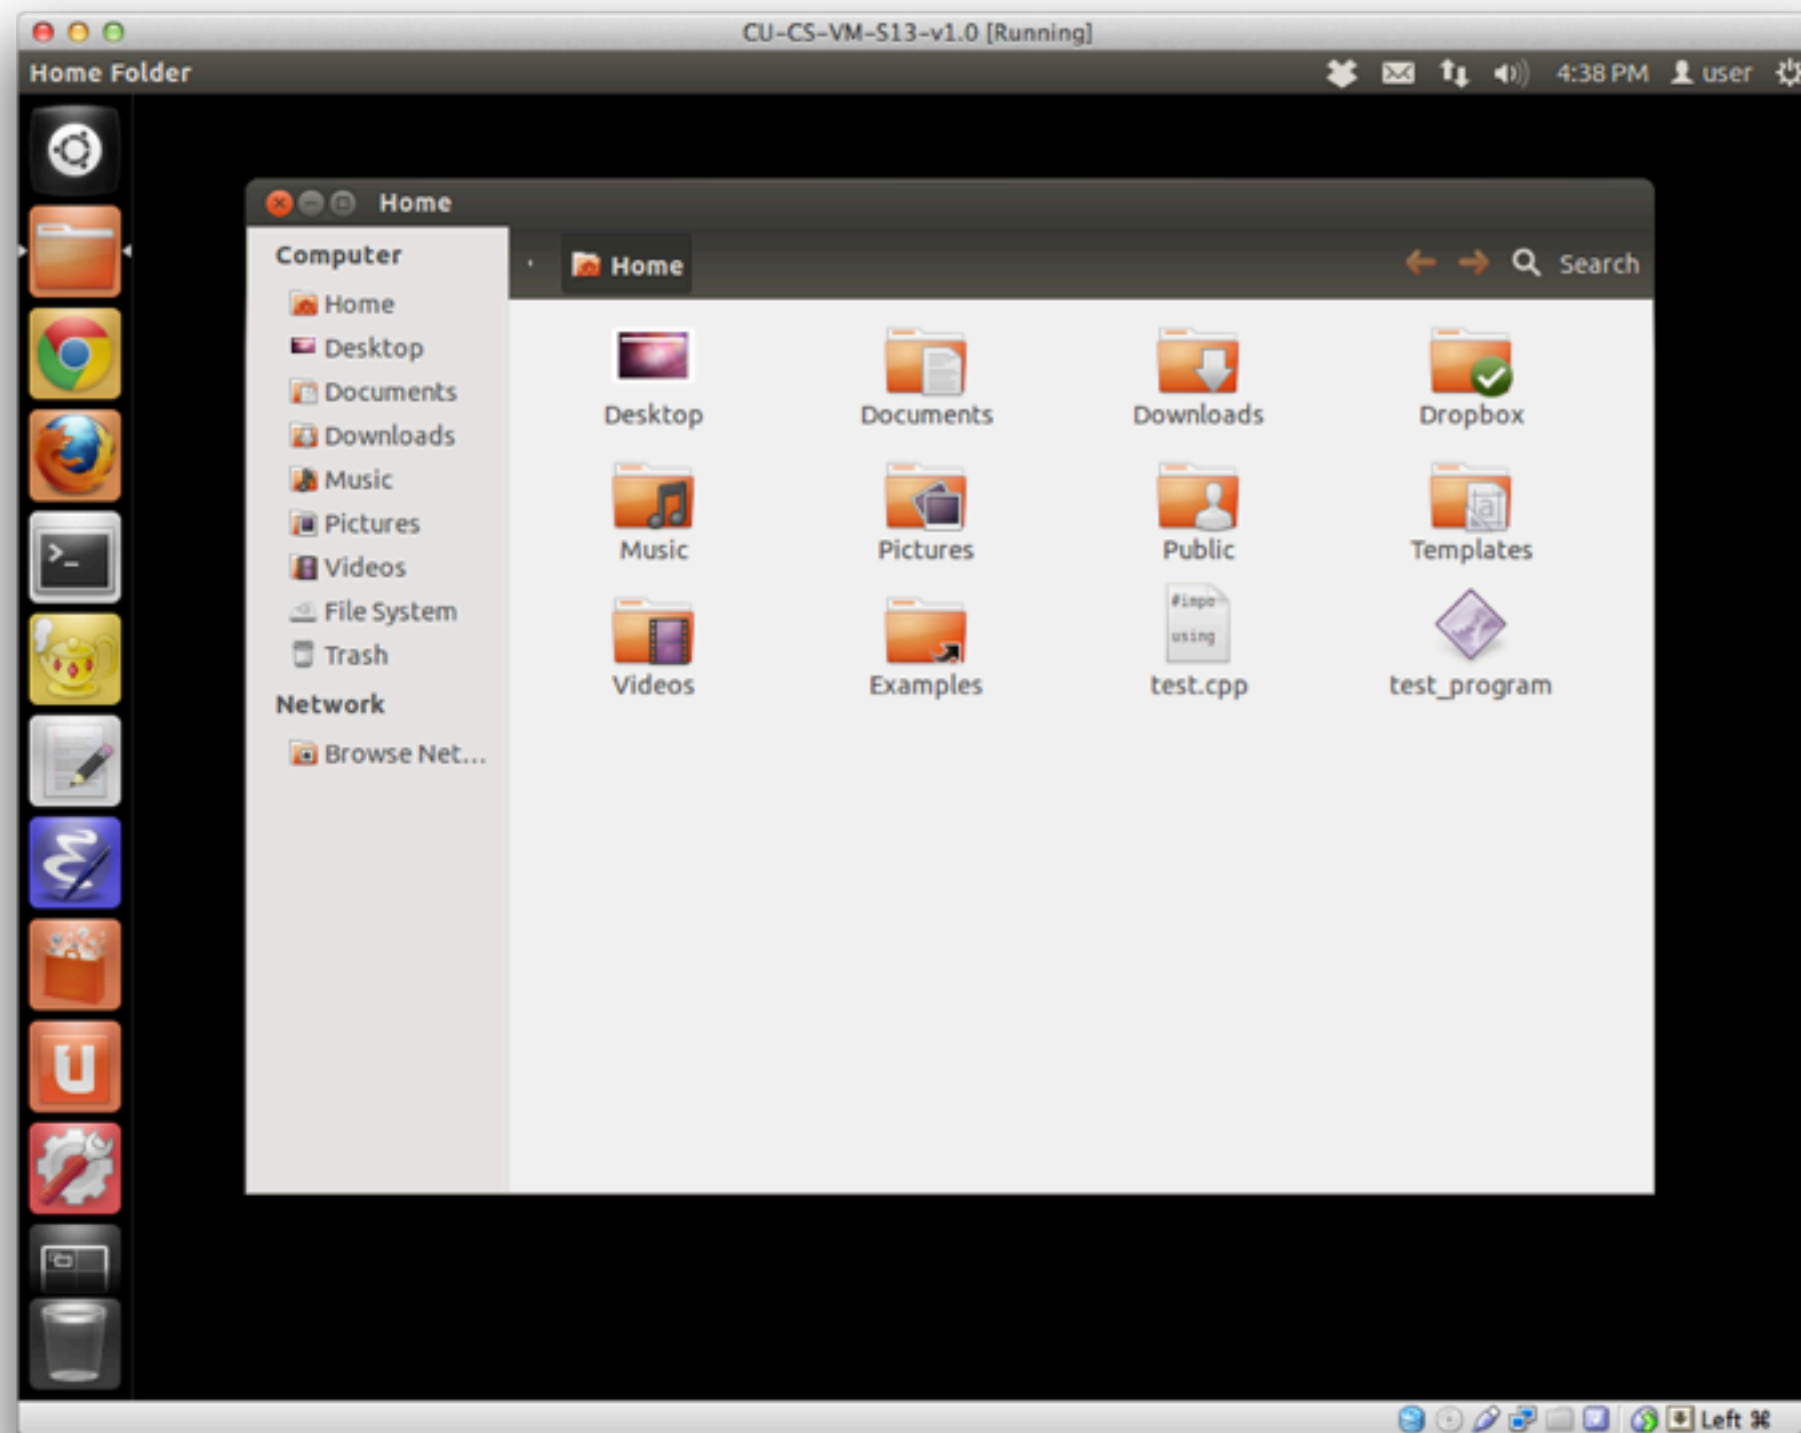 CU-CS-VM-S13-v1.0 [Running]
Home Folder
4:38 PM user
Home
Computer
Home
Desktop
Documents
Downloads
Music
Pictures
Videos
File System
Trash
Network
Browse Net...
Home
Search
Desktop Documents Downloads Dropbox
Music Pictures Public Templates
#impo
using
Videos Examples test.cpp test_program
Left ⌘